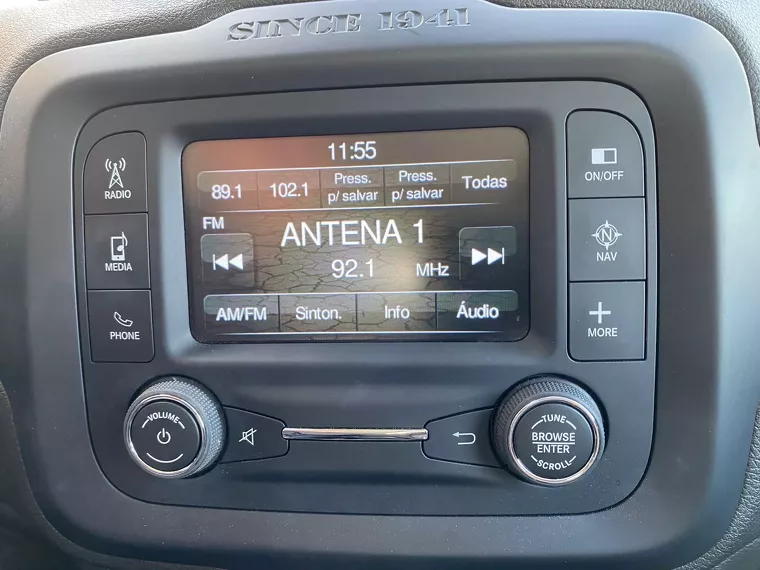 SINCE 1941
11:55
89.1 102.1 Press. p/ salvar Press. p/ salvar Todas
FM
ANTENA 1
92.1 MHz
AM/FM Sinton. Info Áudio
RADIO
MEDIA
PHONE
ON/OFF
N
NAV
MORE
VOLUME
TUNE
BROWSE
ENTER
SCROLL